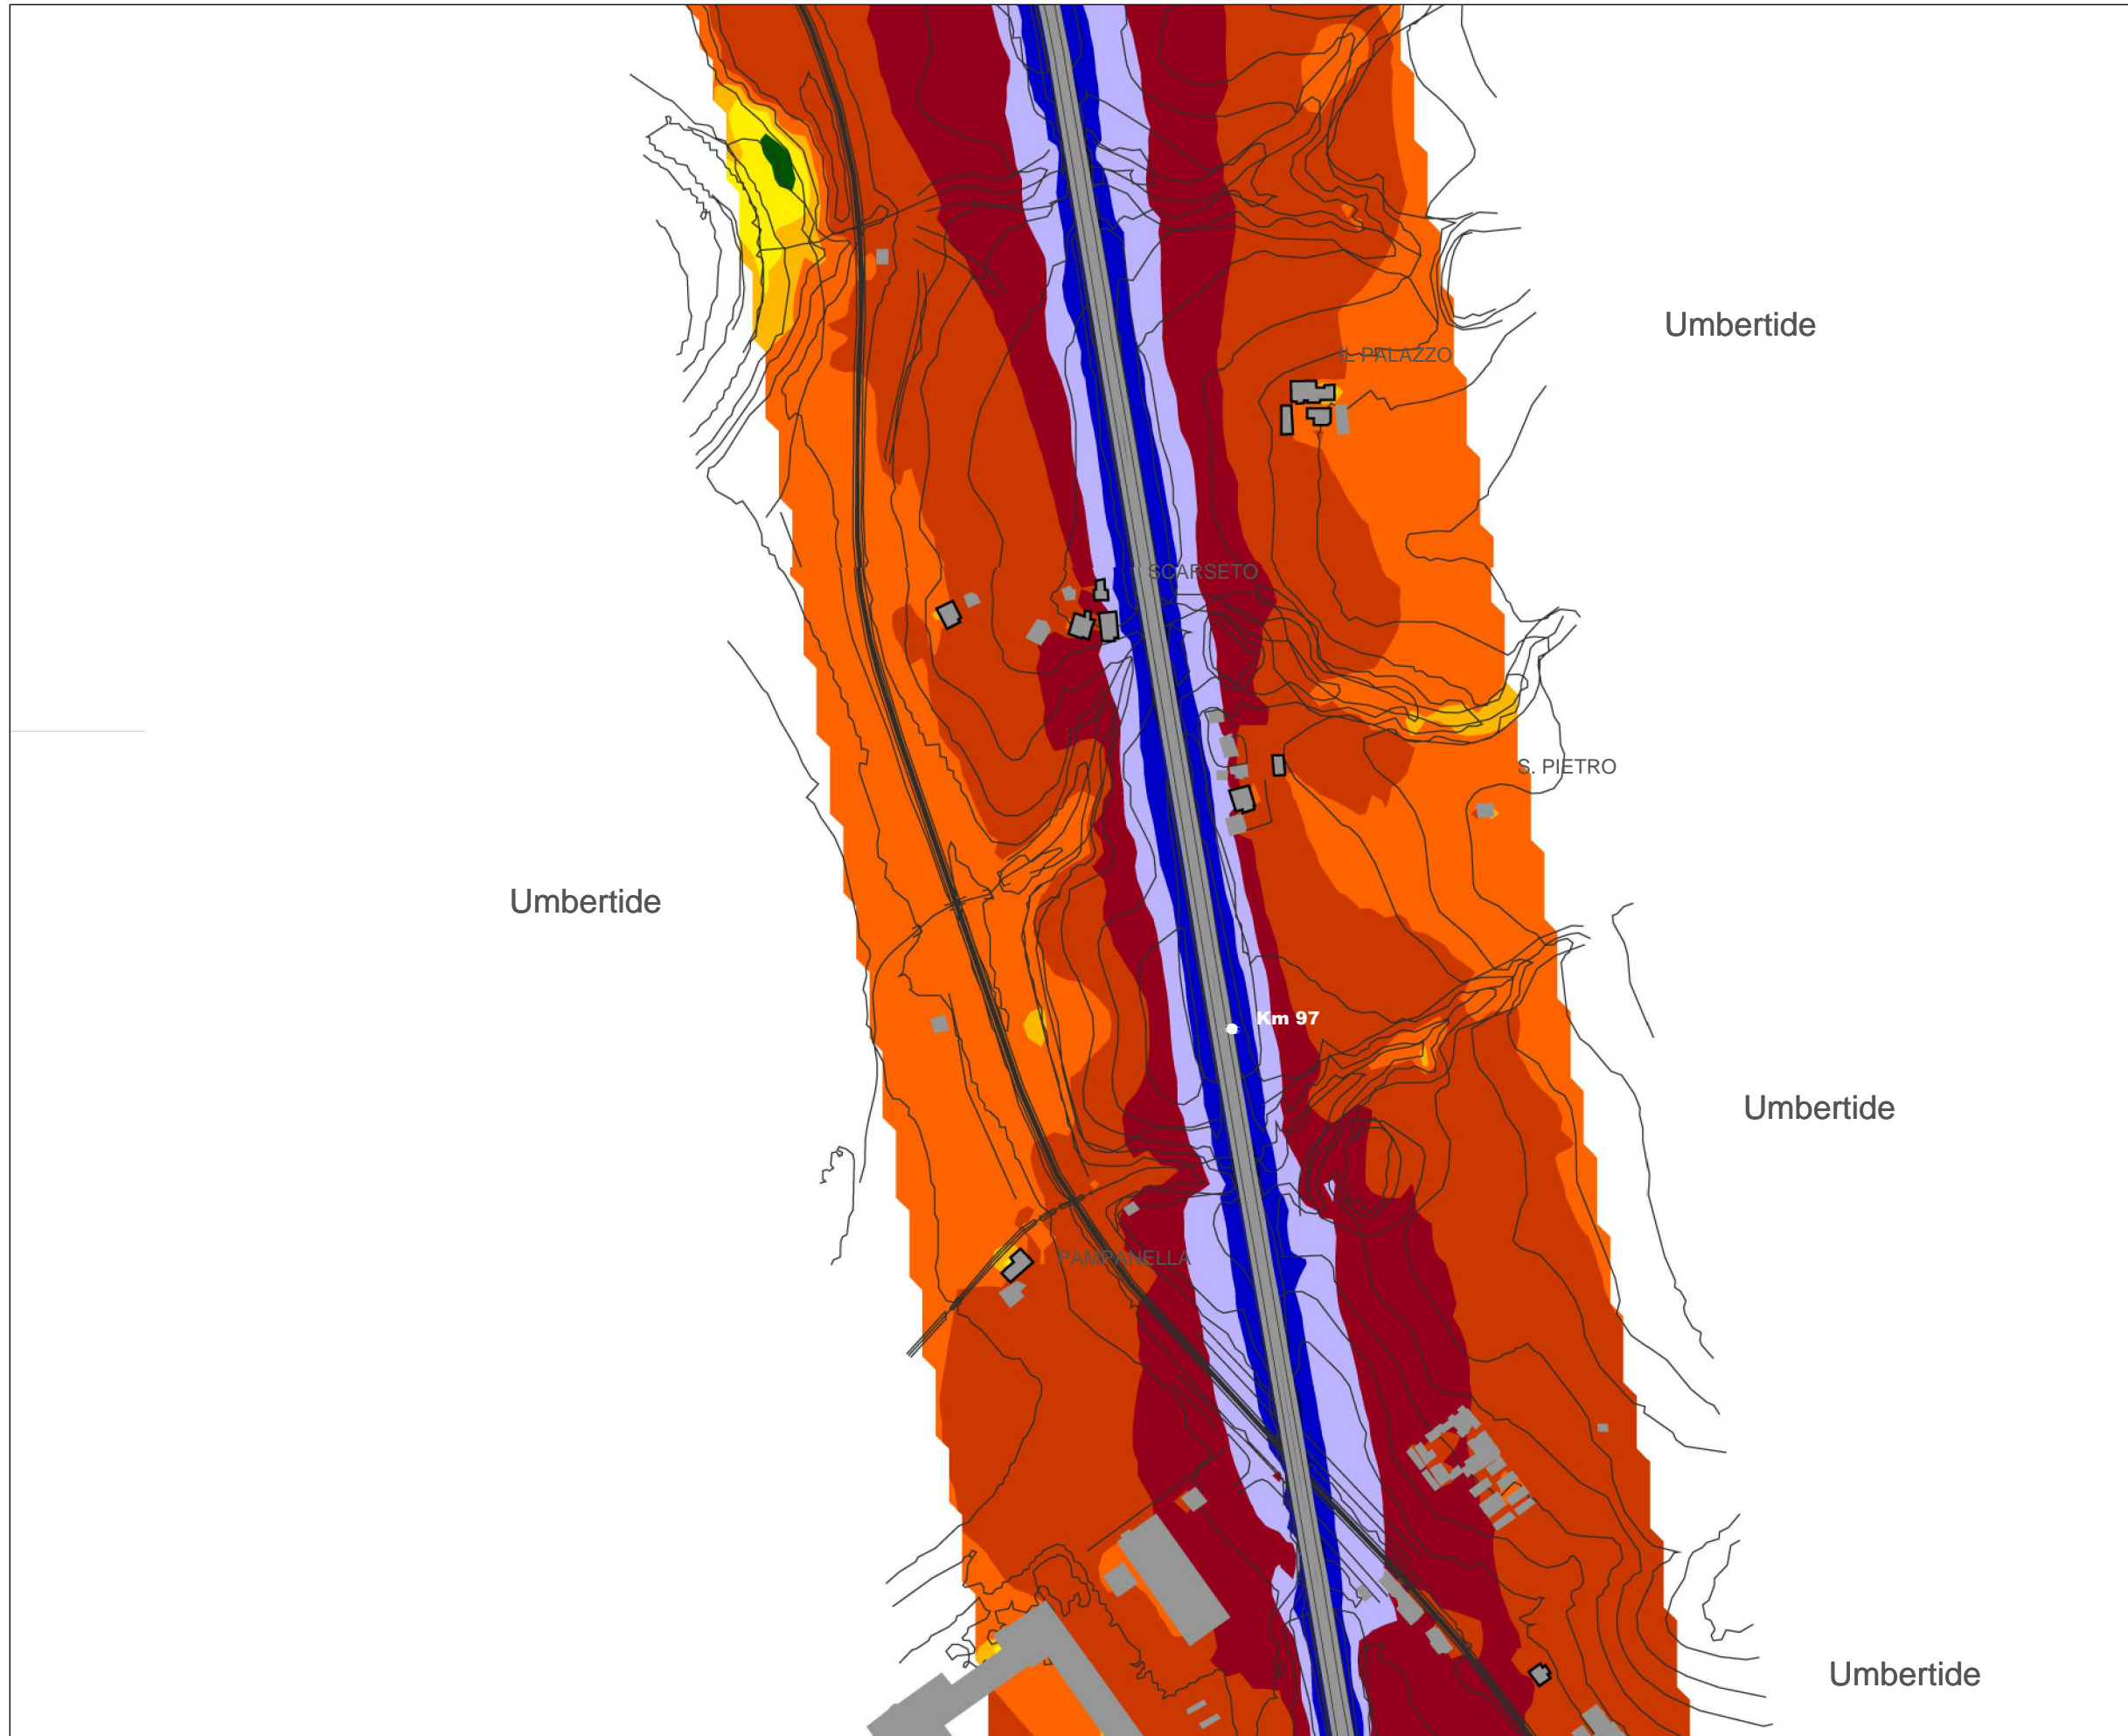 Umbertide
IL PALAZZO
SCARSETO
S. PIETRO
Umbertide
Km 97
Umbertide
PAMPANELLA
Umbertide